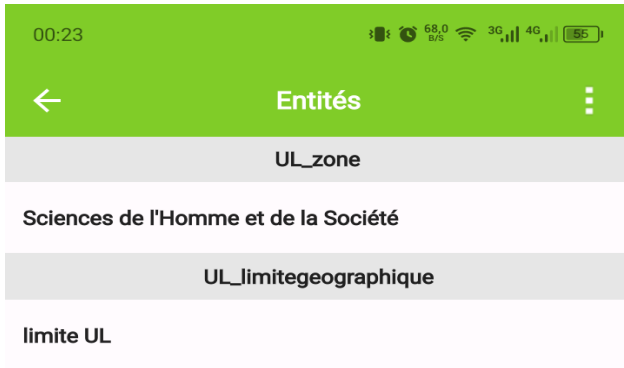 00:23
68,0
B/S
3G
4G
55
Entités
UL_zone
Sciences de l'Homme et de la Société
UL_limitegeographique
limite UL